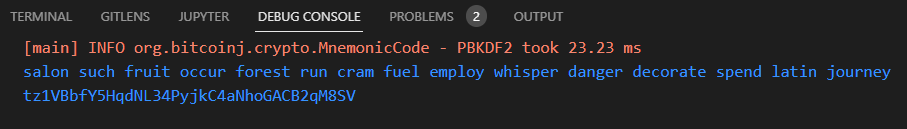 TERMINAL GITLENS JUPYTER DEBUG CONSOLE PROBLEMS 2 OUTPUT
[main] INFO org.bitcoinj.crypto.MnemonicCode - PBKDF2 took 23.23 ms
salon such fruit occur forest run cram fuel employ whisper danger decorate spend latin journey
tz1VBbfY5HqdNL34PyjkC4aNhoGACB2qM8SV